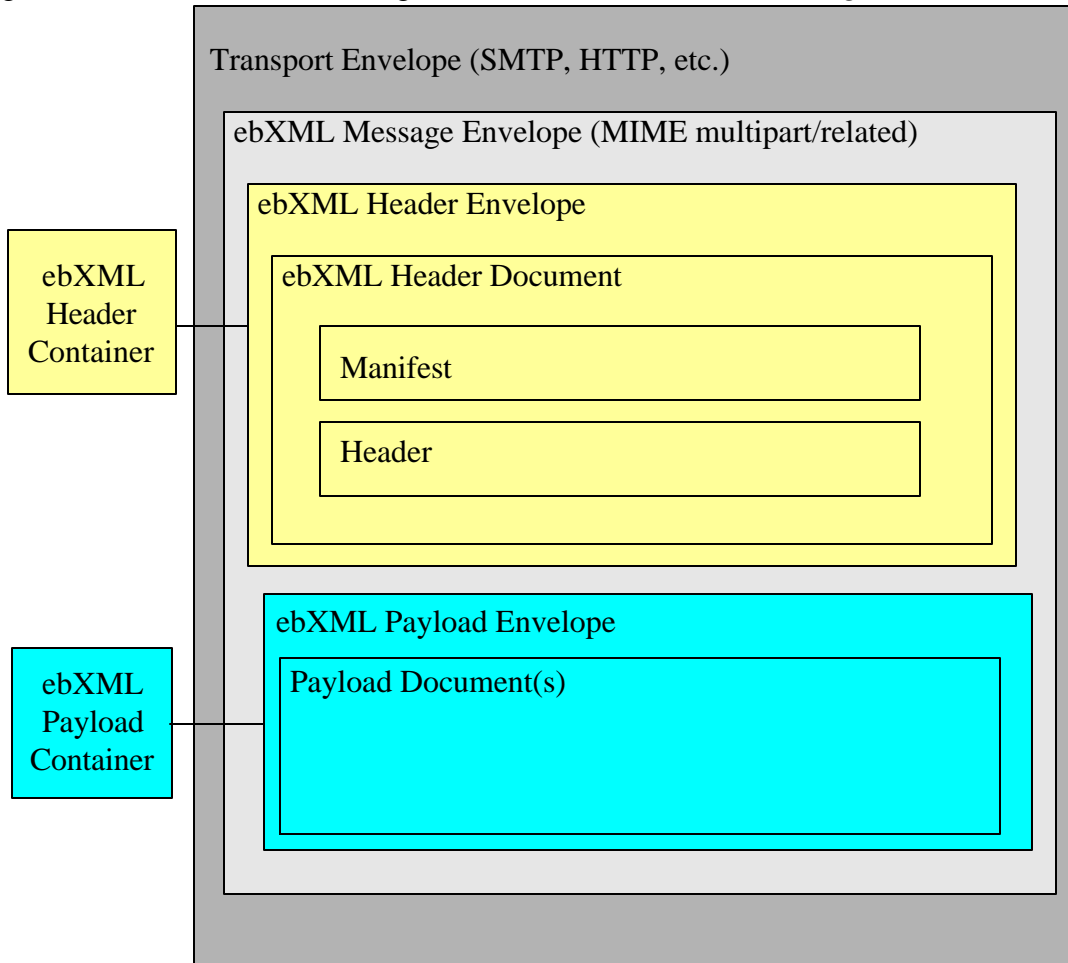 Transport Envelope (SMTP, HTTP, etc.)
ebXML Message Envelope (MIME multipart/related)
ebXML Header Envelope
ebXML Header Document
Manifest
Header
ebXML
Header
Container
ebXML Payload Envelope
Payload Document(s)
ebXML
Payload
Container